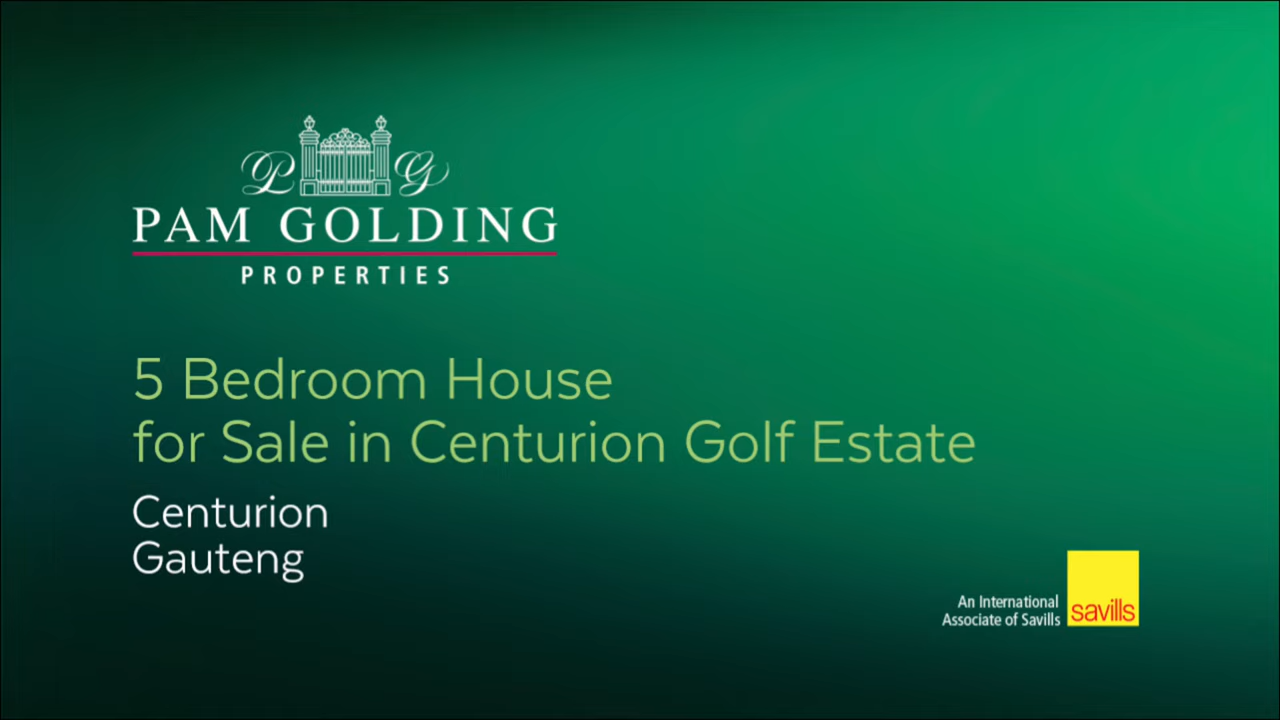 P G
PAM GOLDING
PROPERTIES
5 Bedroom House
for Sale in Centurion Golf Estate
Centurion
Gauteng
An International
Associate of Savills
savills